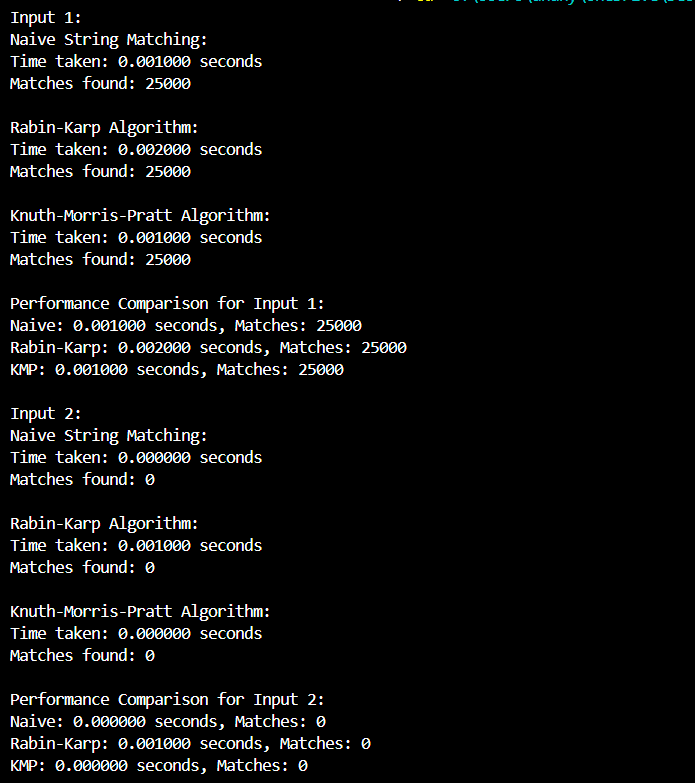 Input 1:
Naive String Matching:
Time taken: 0.001000 seconds
Matches found: 25000

Rabin-Karp Algorithm:
Time taken: 0.002000 seconds
Matches found: 25000

Knuth-Morris-Pratt Algorithm:
Time taken: 0.001000 seconds
Matches found: 25000

Performance Comparison for Input 1:
Naive: 0.001000 seconds, Matches: 25000
Rabin-Karp: 0.002000 seconds, Matches: 25000
KMP: 0.001000 seconds, Matches: 25000

Input 2:
Naive String Matching:
Time taken: 0.000000 seconds
Matches found: 0

Rabin-Karp Algorithm:
Time taken: 0.001000 seconds
Matches found: 0

Knuth-Morris-Pratt Algorithm:
Time taken: 0.000000 seconds
Matches found: 0

Performance Comparison for Input 2:
Naive: 0.000000 seconds, Matches: 0
Rabin-Karp: 0.001000 seconds, Matches: 0
KMP: 0.000000 seconds, Matches: 0